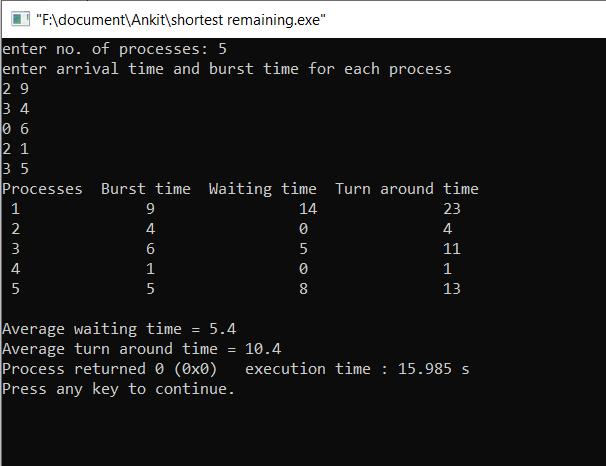 "F:\document\Ankit\shortest remaining.exe"
enter no. of processes: 5
enter arrival time and burst time for each process
2 9
3 4
0 6
2 1
3 5
Processes  Burst time  Waiting time  Turn around time
 1              9                14              23
 2              4                0               4
 3              6                5               11
 4              1                0               1
 5              5                8               13
Average waiting time = 5.4
Average turn around time = 10.4
Process returned 0 (0x0)   execution time : 15.985 s
Press any key to continue.